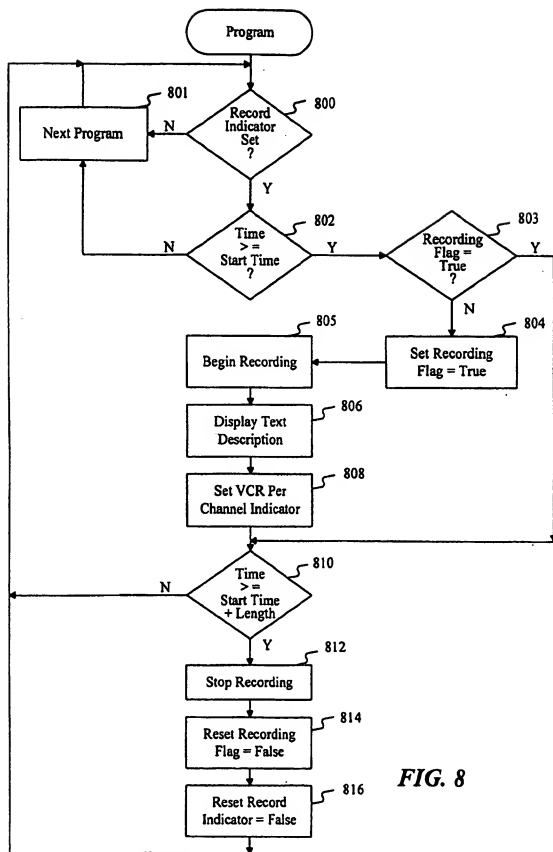 Program
801
800
Next Program
N
Record
Indicator
Set
?
Y
802
803
N
Time
>=
Start Time
?
Y
Recording
Flag =
True
?
Y
N
805
804
Begin Recording
Set Recording
Flag = True
806
Display Text
Description
808
Set VCR Per
Channel Indicator
810
N
Time
>=
Start Time
+ Length
Y
812
Stop Recording
814
Reset Recording
Flag = False
FIG. 8
816
Reset Record
Indicator = False